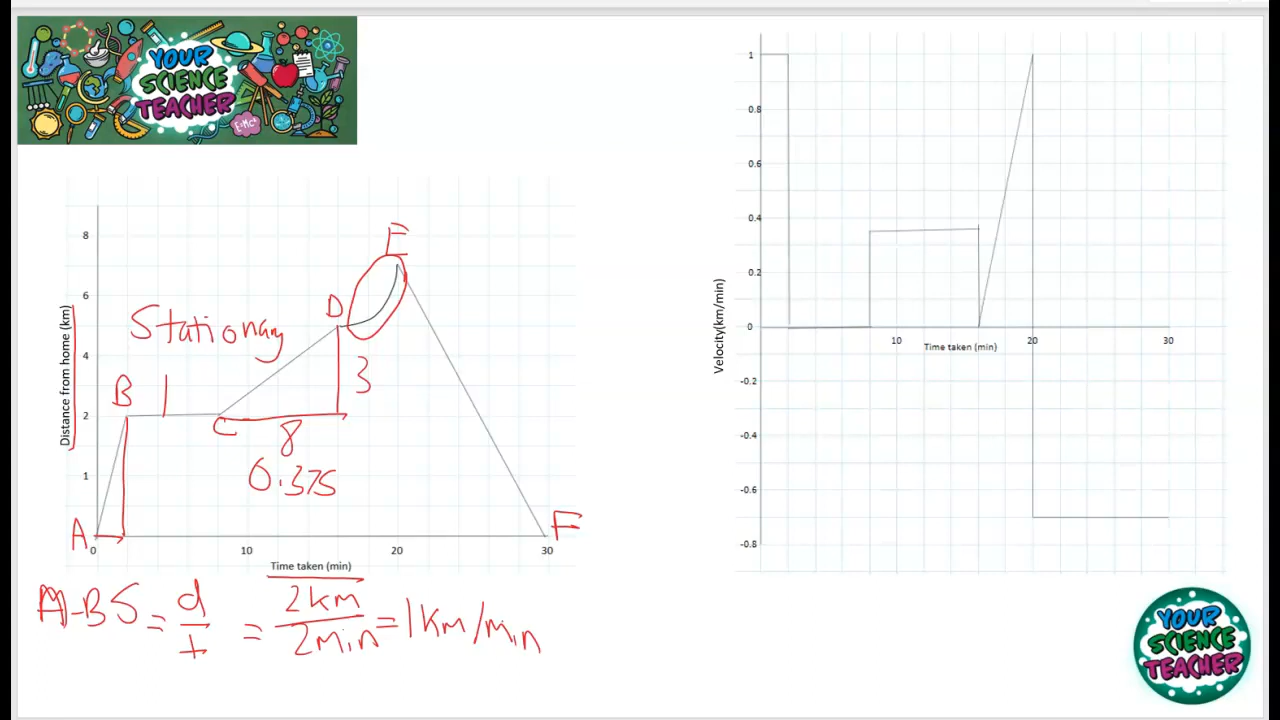 YOUR
SCIENCE
TEACHER
E=MC²
1
0.8
0.6
0.4
0.2
0
-0.2
-0.4
-0.6
-0.8
10
20
30
Time taken (min)
Velocity(km/min)
8
6
4
2
1
0
10
20
30
Time taken (min)
Distance from home (km)
E
D
Stationary
B
3
C
8
0.375
A
F
A-B S = d/t = 2km/2min = 1km/min
YOUR
SCIENCE
TEACHER